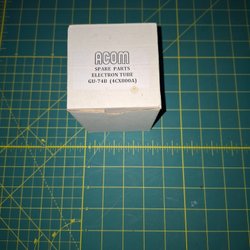 ACOM
SPARE PARTS
ELECTRON TUBE
GU-74B (4CX800A)